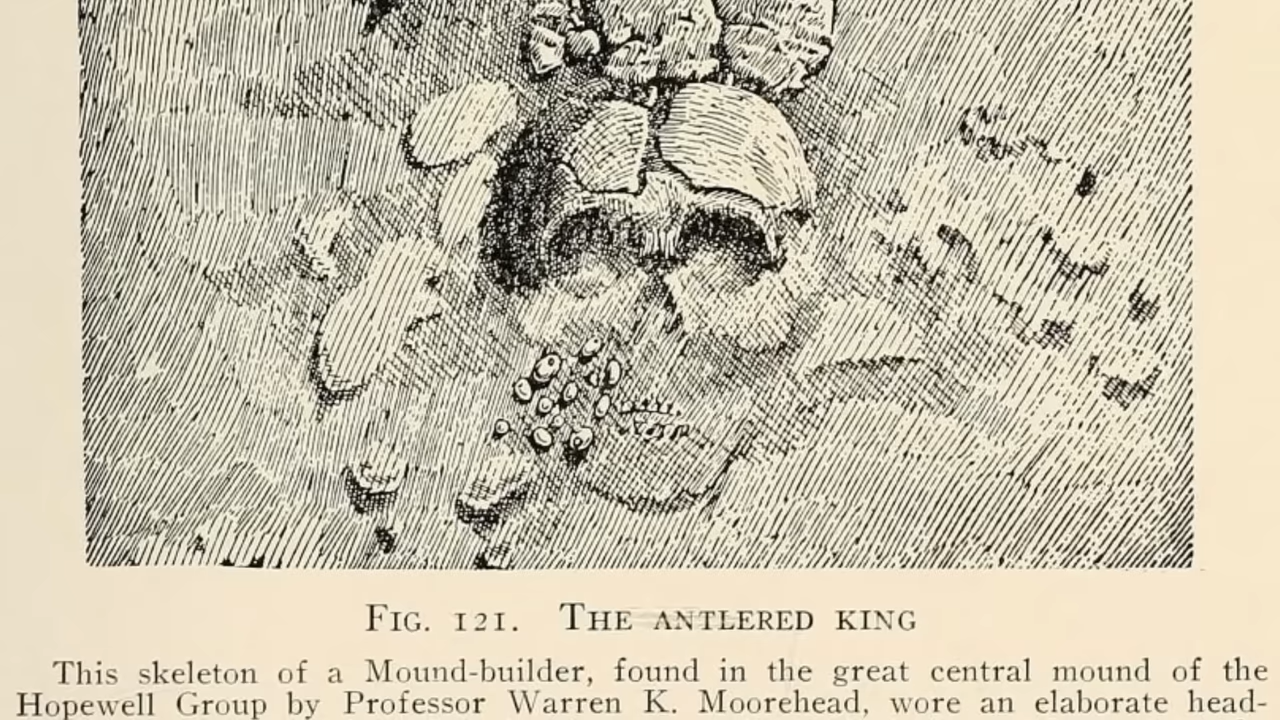 FIG. 121. THE ANTLERED KING
This skeleton of a Mound-builder, found in the great central mound of the
Hopewell Group by Professor Warren K. Moorehead, wore an elaborate head-